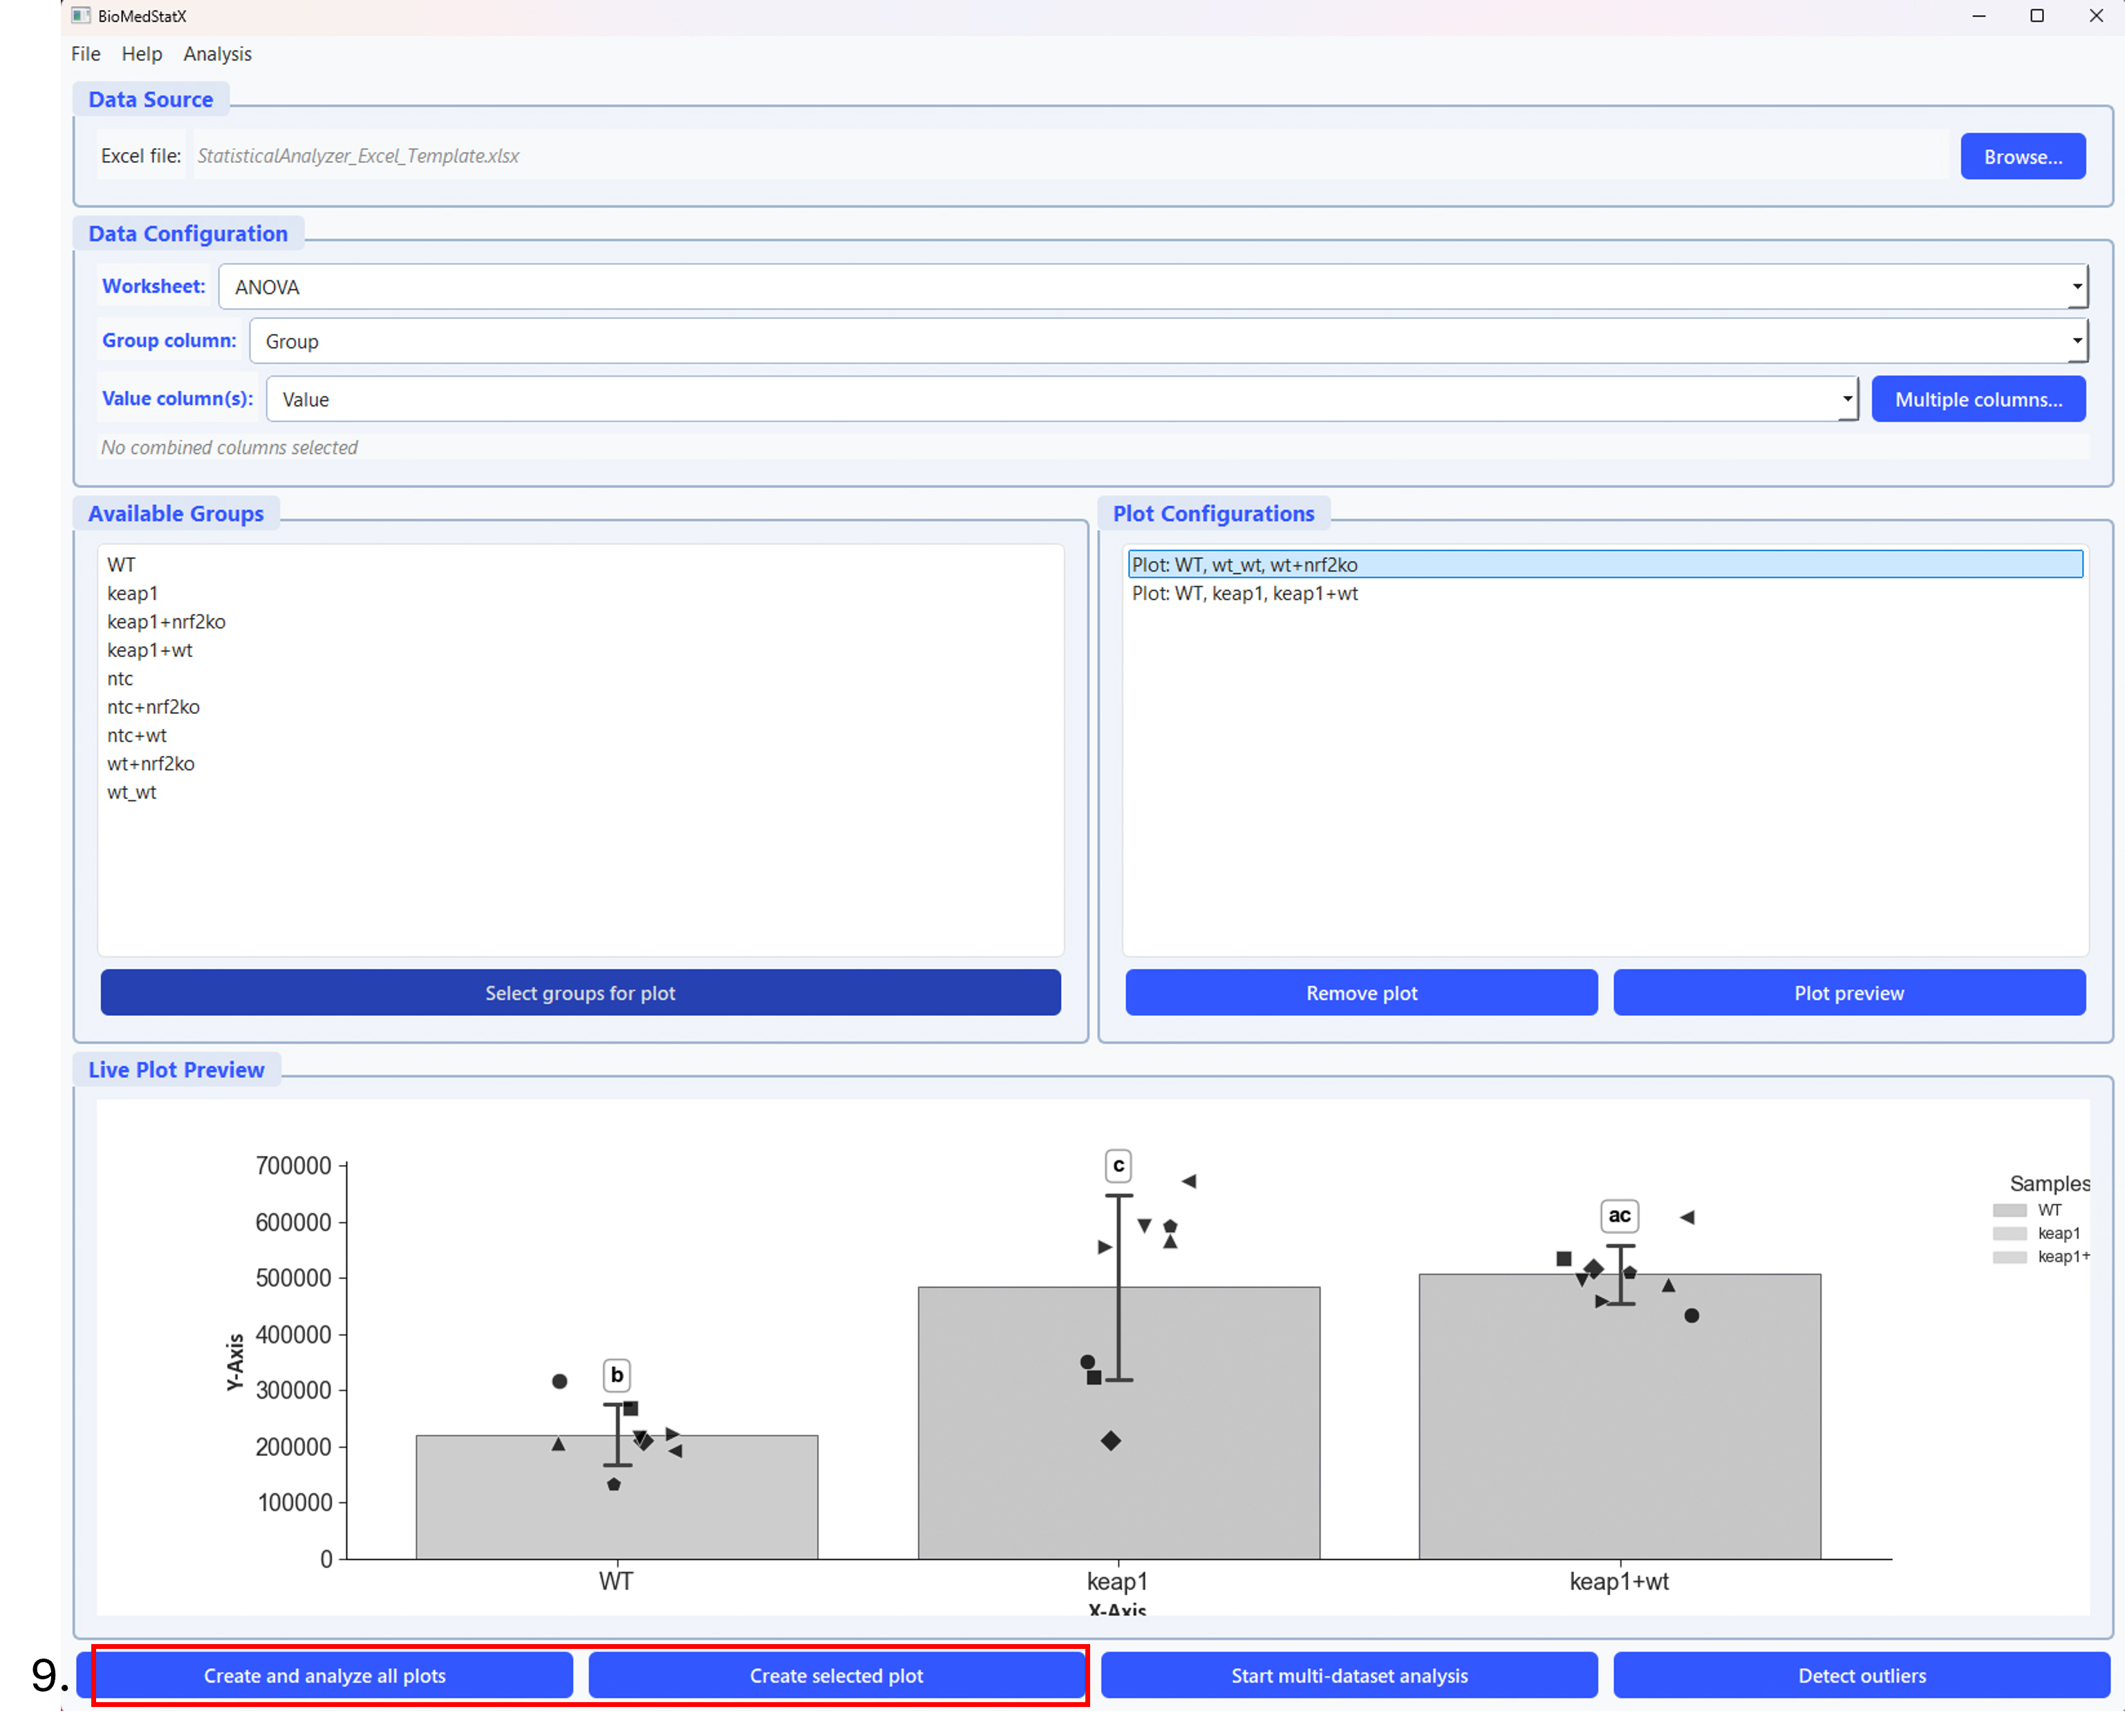 BioMedStatX
File Help Analysis
Data Source
Excel file: StatisticalAnalyzer_Excel_Template.xlsx Browse...
Data Configuration
Worksheet: ANOVA
Group column: Group
Value column(s): Value Multiple columns...
No combined columns selected
Available Groups
WT
keap1
keap1+nrf2ko
keap1+wt
ntc
ntc+nrf2ko
ntc+wt
wt+nrf2ko
wt_wt
Select groups for plot
Plot Configurations
Plot: WT, wt_wt, wt+nrf2ko
Plot: WT, keap1, keap1+wt
Remove plot Plot preview
Live Plot Preview
700000
600000
500000
400000
300000
200000
100000
0
Y-Axis
b
c
ac
WT keap1 keap1+wt
X-Axis
Samples
WT
keap1
keap1+
9.
Create and analyze all plots Create selected plot Start multi-dataset analysis Detect outliers